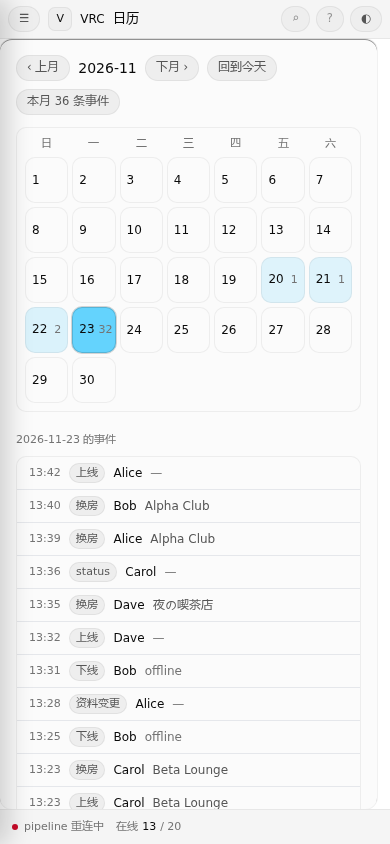 ☰ V VRC 日历 ⌕ ? ◐
‹ 上月 2026-11 下月 › 回到今天
本月 36 条事件
日 一 二 三 四 五 六
1 2 3 4 5 6 7
8 9 10 11 12 13 14
15 16 17 18 19 20 1 21 1
22 2 23 32 24 25 26 27 28
29 30
2026-11-23 的事件
13:42 上线 Alice —
13:40 换房 Bob Alpha Club
13:39 换房 Alice Alpha Club
13:36 status Carol —
13:35 换房 Dave 夜の喫茶店
13:32 上线 Dave —
13:31 下线 Bob offline
13:28 资料变更 Alice —
13:25 下线 Bob offline
13:23 换房 Carol Beta Lounge
13:23 上线 Carol Beta Lounge
pipeline 重连中 在线 13 / 20